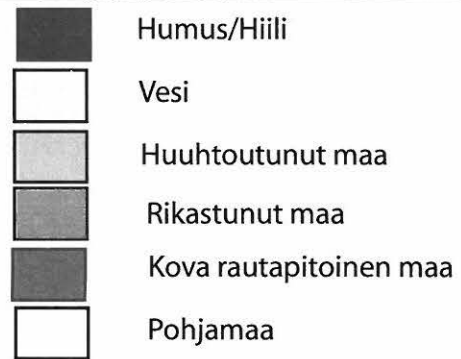 Humus/Hiili
Vesi
Huuhtoutunut maa
Rikastunut maa
Kova rautapitoinen maa
Pohjamaa